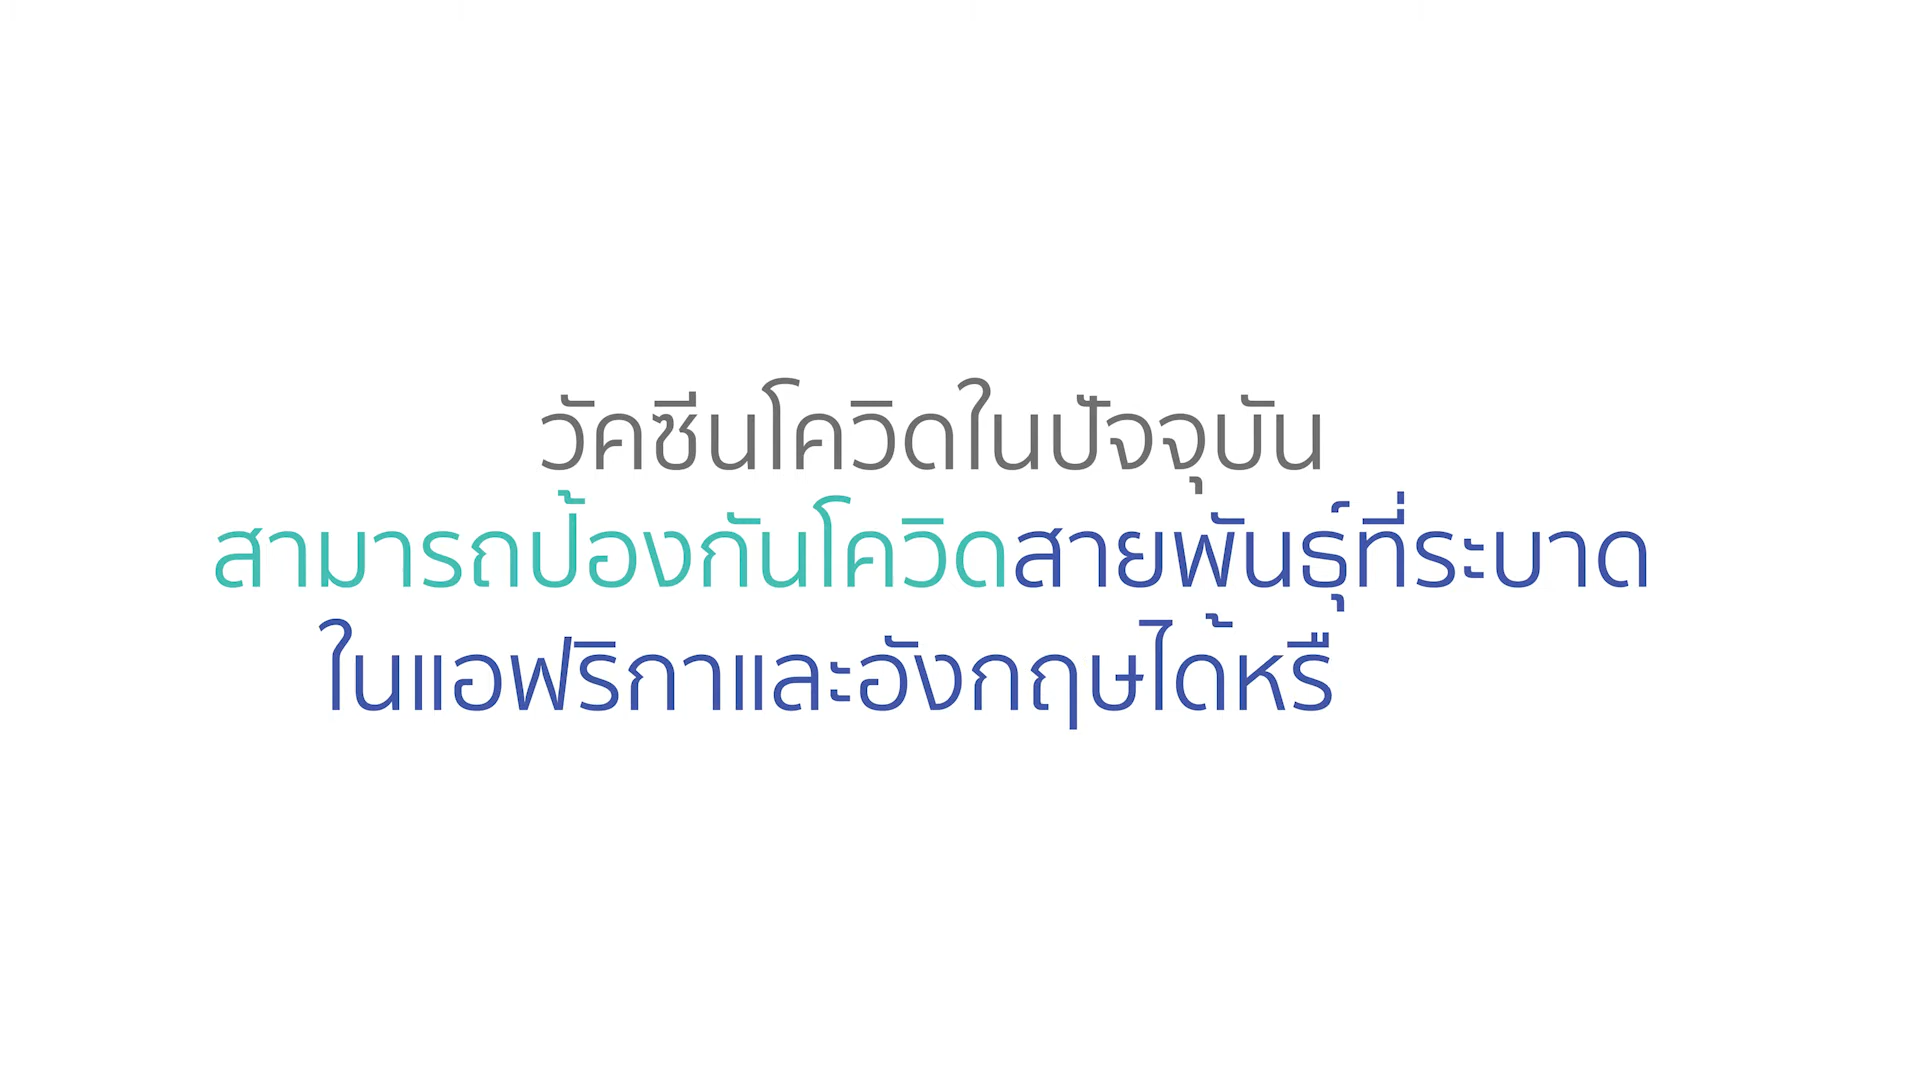 วัคซีนโควิดในปัจจุบัน
สามารถป้องกันโควิดสายพันธุ์ที่ระบาด
ในแอฟริกาและอังกฤษได้หรื